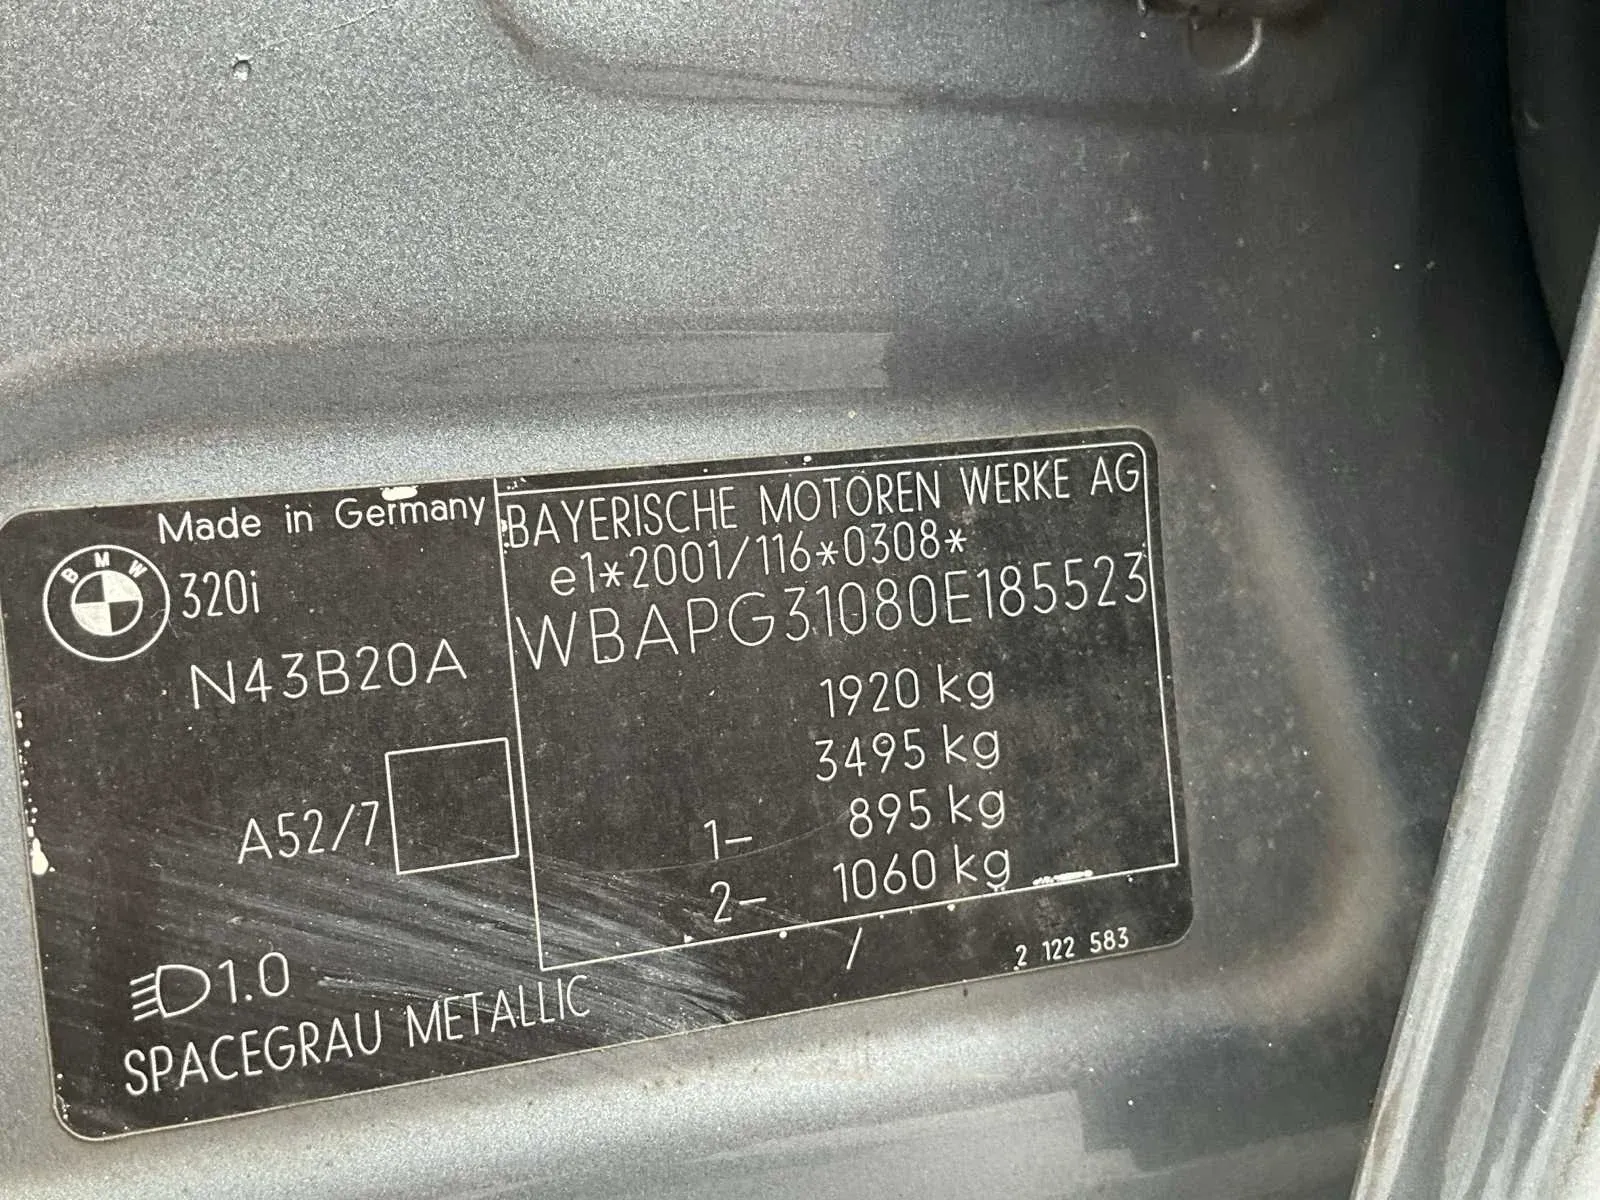 Made in Germany
BMW
320i
N43B20A
A52/7
1.0
SPACEGRAU METALLIC
BAYERISCHE MOTOREN WERKE AG
e1*2001/116*0308*
WBAPG31080E185523
1920 kg
3495 kg
1- 895 kg
2- 1060 kg
/
2 122 583